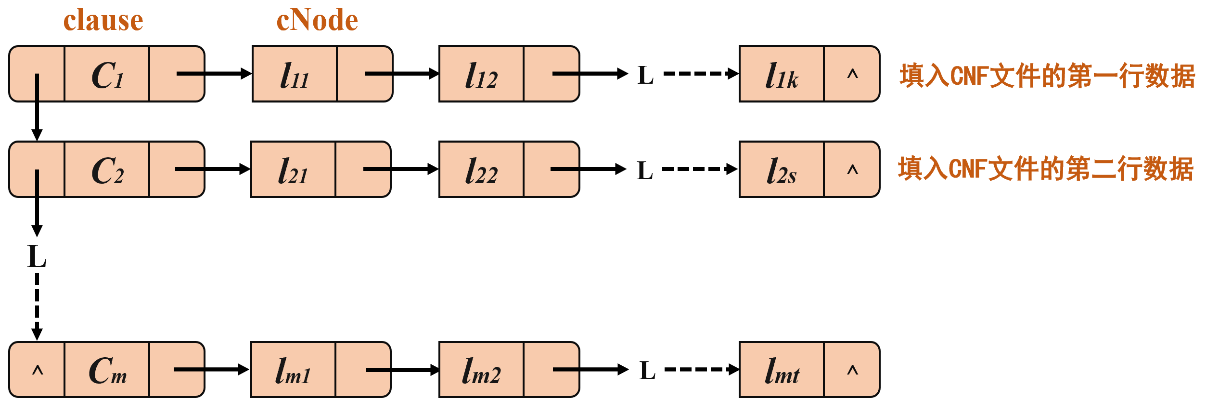 clause cNode
C1 l11 l12 L l1k ^ 填入CNF文件的第一行数据
C2 l21 l22 L l2s ^ 填入CNF文件的第二行数据
L
^ Cm lm1 lm2 L lmt ^